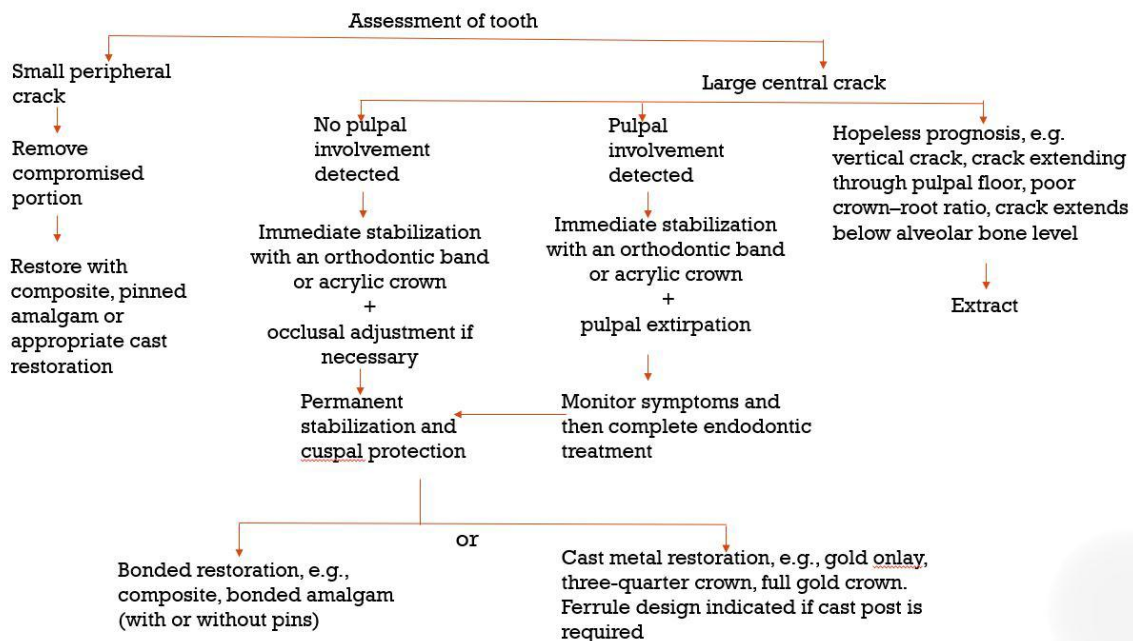 Assessment of tooth
Small peripheral
crack
Remove
compromised
portion
Restore with
composite, pinned
amalgam or
appropriate cast
restoration
Large central crack
No pulpal
involvement
detected
Immediate stabilization
with an orthodontic band
or acrylic crown
+
occlusal adjustment if
necessary
Permanent
stabilization and
cuspal protection
Pulpal
involvement
detected
Immediate stabilization
with an orthodontic band
or acrylic crown
+
pulpal extirpation
Monitor symptoms and
then complete endodontic
treatment
Hopeless prognosis, e.g.
vertical crack, crack extending
through pulpal floor, poor
crown–root ratio, crack extends
below alveolar bone level
Extract
Bonded restoration, e.g.,
composite, bonded amalgam
(with or without pins)
or
Cast metal restoration, e.g., gold onlay,
three-quarter crown, full gold crown.
Ferrule design indicated if cast post is
required